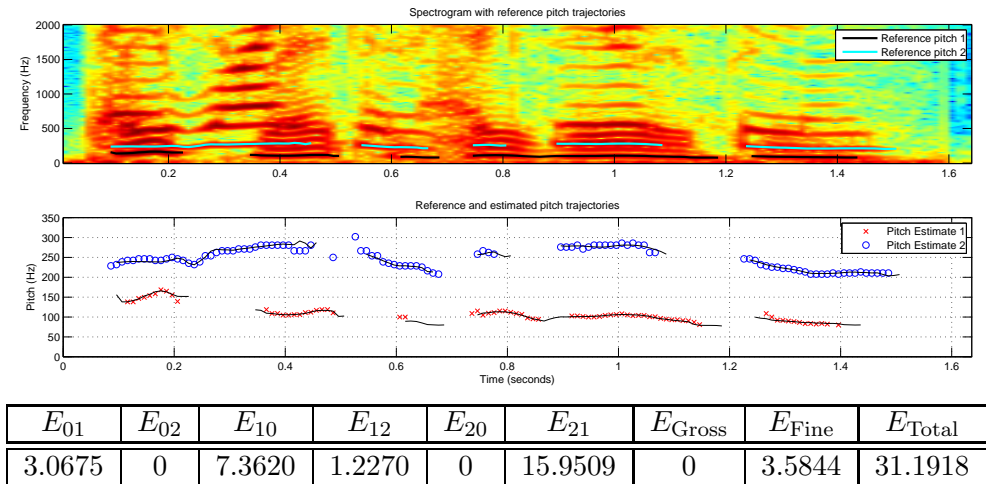 Spectrogram with reference pitch trajectories
2000
1500
1000
500
0
Frequency (Hz)
Reference pitch 1
Reference pitch 2
0.2 0.4 0.6 0.8 1 1.2 1.4 1.6
Reference and estimated pitch trajectories
350
300
250
200
150
100
50
0
Pitch (Hz)
Pitch Estimate 1
Pitch Estimate 2
0 0.2 0.4 0.6 0.8 1 1.2 1.4 1.6
Time (seconds)
E01 E02 E10 E12 E20 E21 EGross EFine ETotal
3.0675 0 7.3620 1.2270 0 15.9509 0 3.5844 31.1918